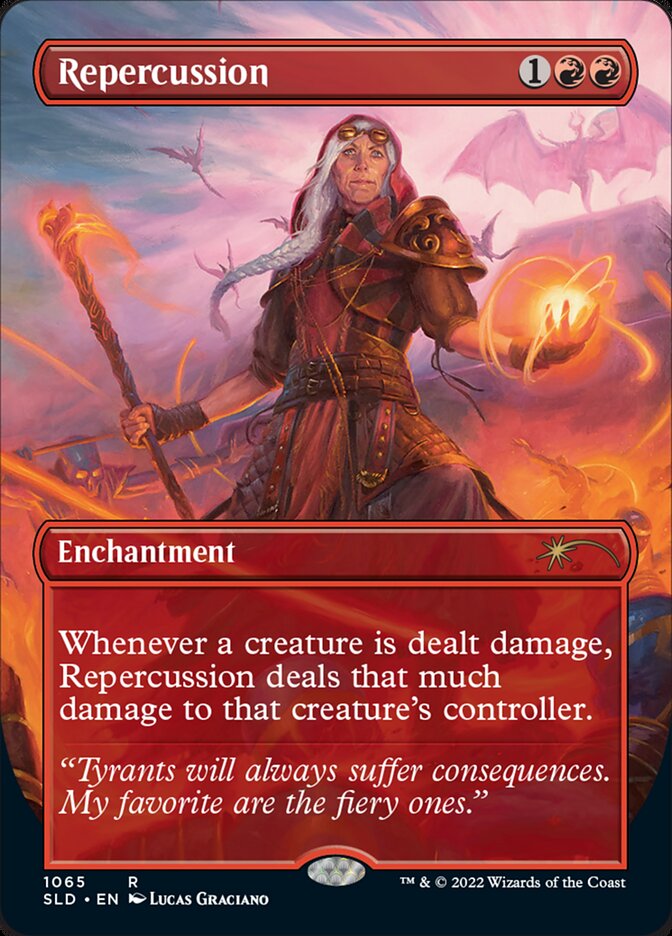 Repercussion 1
Enchantment
Whenever a creature is dealt damage,
Repercussion deals that much
damage to that creature's controller.
“Tyrants will always suffer consequences.
My favorite are the fiery ones.”
1065 R
SLD • EN Lucas Graciano
™ & © 2022 Wizards of the Coast